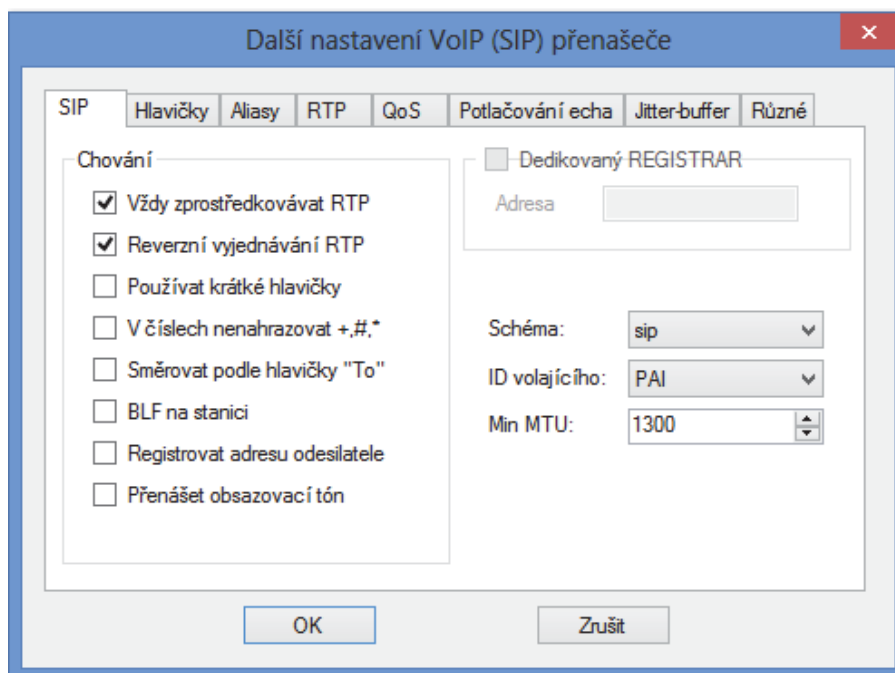 Další nastavení VoIP (SIP) přenašeče
SIP Hlavičky Aliasy RTP QoS Potlačování echa Jitter-buffer Různé
Chování
Vždy zprostředkovávat RTP
Reverzní vyjednávání RTP
Používat krátké hlavičky
V číslech nenahrazovat +,#,*
Směrovat podle hlavičky "To"
BLF na stanici
Registrovat adresu odesilatele
Přenášet obsazovací tón
Dedikovaný REGISTRAR
Adresa
Schéma: sip
ID volajícího: PAI
Min MTU: 1300
OK Zrušit